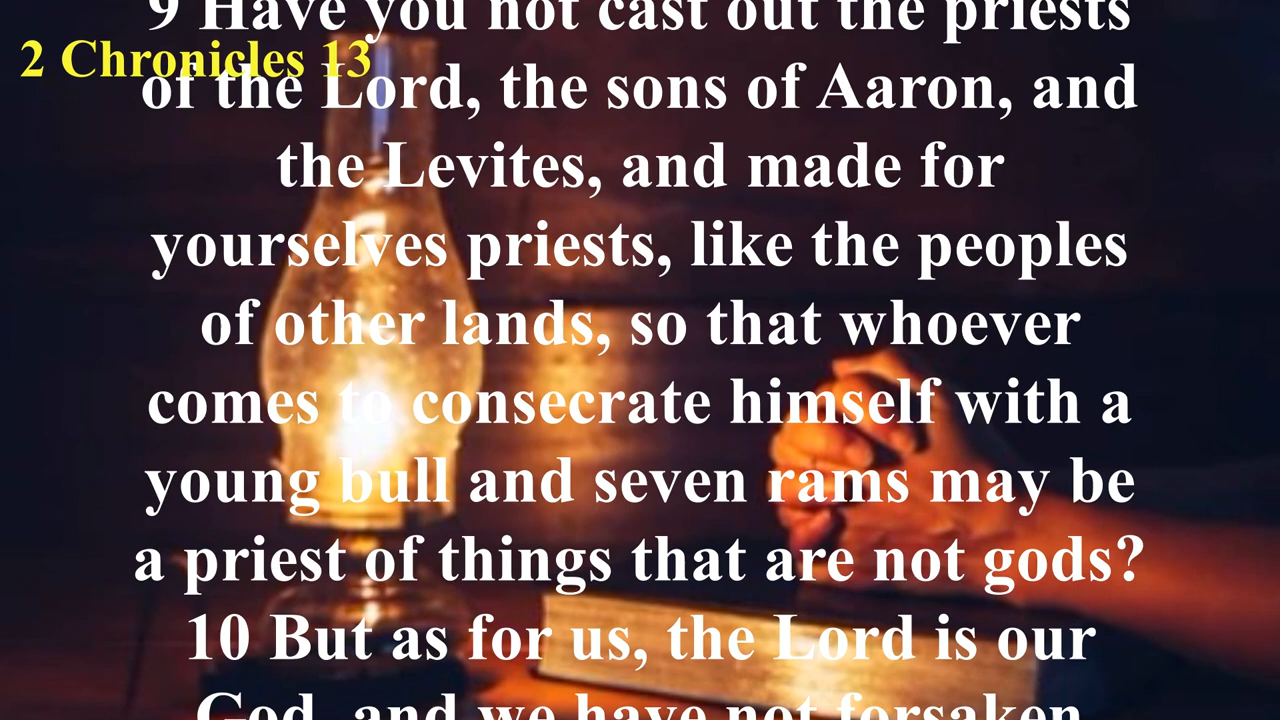 9 Have you not cast out the priests
2 Chronicles 13
of the Lord, the sons of Aaron, and
the Levites, and made for
yourselves priests, like the peoples
of other lands, so that whoever
comes to consecrate himself with a
young bull and seven rams may be
a priest of things that are not gods?
10 But as for us, the Lord is our
God, and we have not forsaken